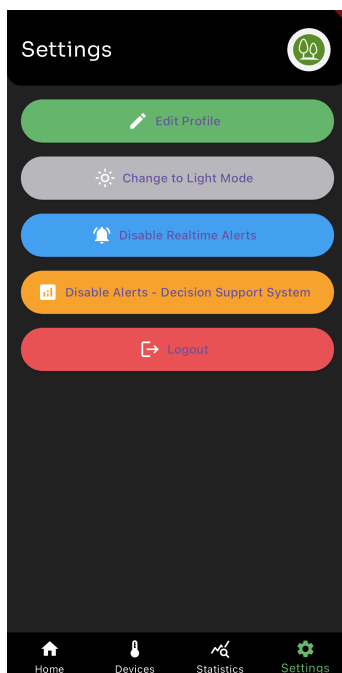 Settings
Edit Profile
Change to Light Mode
Disable Realtime Alerts
Disable Alerts - Decision Support System
Logout
Home
Devices
Statistics
Settings